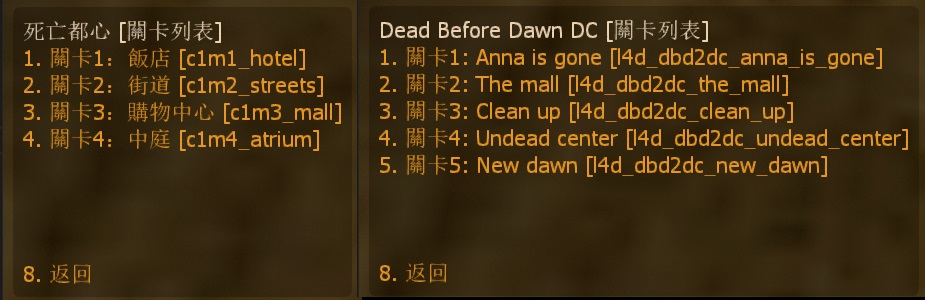 死亡都心 [關卡列表]
1. 關卡1：飯店 [c1m1_hotel]
2. 關卡2：街道 [c1m2_streets]
3. 關卡3：購物中心 [c1m3_mall]
4. 關卡4：中庭 [c1m4_atrium]
8. 返回
Dead Before Dawn DC [關卡列表]
1. 關卡1: Anna is gone [l4d_dbd2dc_anna_is_gone]
2. 關卡2: The mall [l4d_dbd2dc_the_mall]
3. 關卡3: Clean up [l4d_dbd2dc_clean_up]
4. 關卡4: Undead center [l4d_dbd2dc_undead_center]
5. 關卡5: New dawn [l4d_dbd2dc_new_dawn]
8. 返回